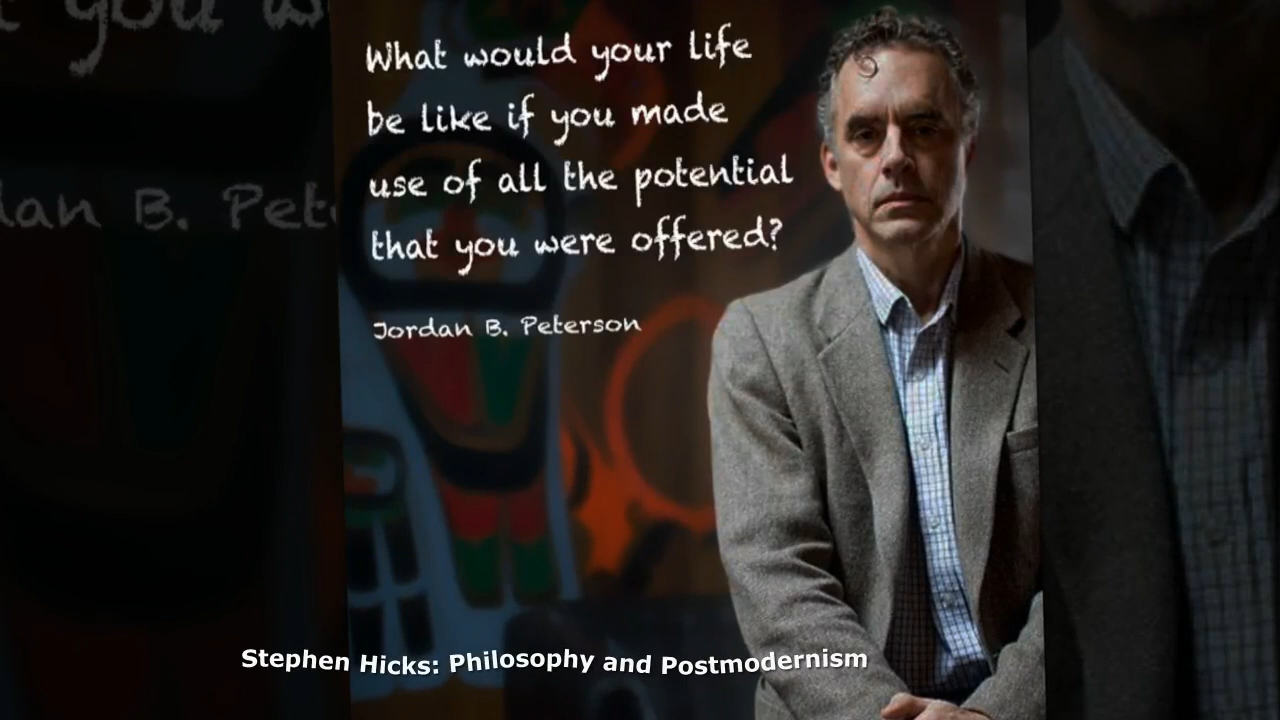 What would your life
be like if you made
use of all the potential
that you were offered?
Jordan B. Peterson
Stephen Hicks: Philosophy and Postmodernism